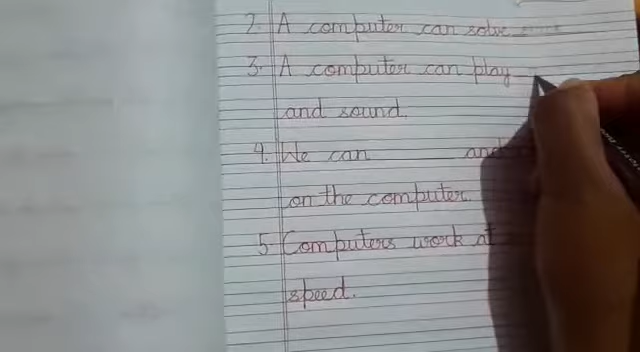 2. A computer can solve
3. A computer can play
and sound.
4. We can and
on the computer.
5 Computers work at
speed.